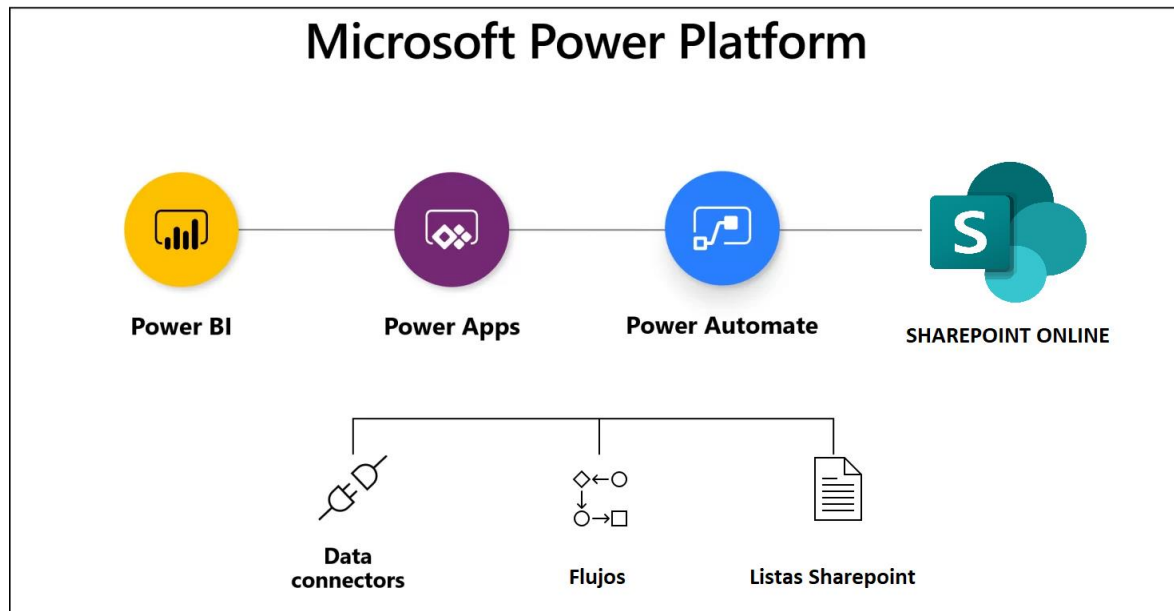 Microsoft Power Platform
S
Power BI
Power Apps
Power Automate
SHAREPOINT ONLINE
Data
connectors
Flujos
Listas Sharepoint